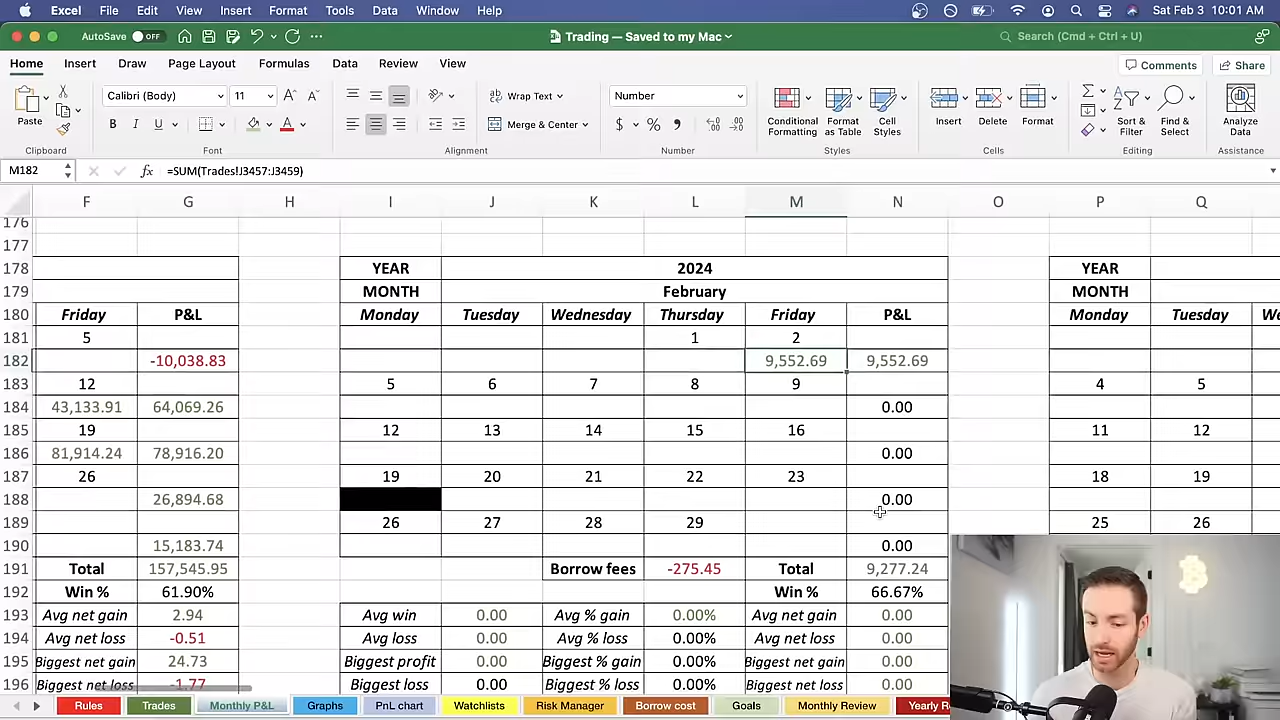 Excel File Edit View Insert Format Tools Data Window Help Sat Feb 3 10:01 AM
AutoSave OFF Trading — Saved to my Mac Search (Cmd + Ctrl + U)
Home Insert Draw Page Layout Formulas Data Review View Comments Share
Calibri (Body) 11 Wrap Text Number
Paste B I U A Merge & Center $ % Conditional Formatting Format as Table Cell Styles Insert Delete Format Sort & Filter Find & Select Analyze Data
Clipboard Font Alignment Number Styles Cells Editing Assistance
M182 fx =SUM(Trades!J3457:J3459)
F G H I J K L M N O P Q
176
177
178 YEAR 2024 YEAR
179 MONTH February MONTH
180 Friday P&L Monday Tuesday Wednesday Thursday Friday P&L Monday Tuesday We
181 5 1 2
182 -10,038.83 9,552.69 9,552.69
183 12 5 6 7 8 9 4 5
184 43,133.91 64,069.26 0.00
185 19 12 13 14 15 16 11 12
186 81,914.24 78,916.20 0.00
187 26 19 20 21 22 23 18 19
188 26,894.68 0.00
189 26 27 28 29 25 26
190 15,183.74 0.00
191 Total 157,545.95 Borrow fees -275.45 Total 9,277.24
192 Win % 61.90% Win % 66.67%
193 Avg net gain 2.94 Avg win 0.00 Avg % gain 0.00% Avg net gain 0.00
194 Avg net loss -0.51 Avg loss 0.00 Avg % loss 0.00% Avg net loss 0.00
195 Biggest net gain 24.73 Biggest profit 0.00 Biggest % gain 0.00% Biggest net gain 0.00
196 Biggest net loss -1.77 Biggest loss 0.00 Biggest % loss 0.00% Biggest net loss 0.00
Rules Trades Monthly P&L Graphs PnL chart Watchlists Risk Manager Borrow cost Goals Monthly Review Yearly R